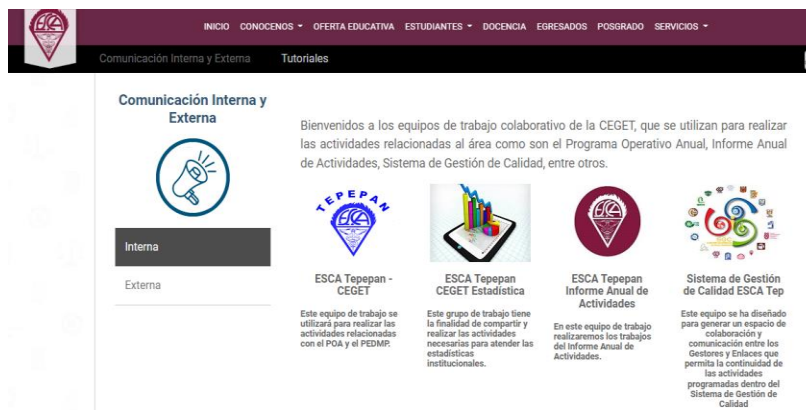 INICIO CONOCENOS OFERTA EDUCATIVA ESTUDIANTES DOCENCIA EGRESADOS POSGRADO SERVICIOS
Comunicación Interna y Externa Tutoriales
Comunicación Interna y
Externa
Interna
Externa
Bienvenidos a los equipos de trabajo colaborativo de la CEGET, que se utilizan para realizar
las actividades relacionadas al área como son el Programa Operativo Anual, Informe Anual
de Actividades, Sistema de Gestión de Calidad, entre otros.
TEPEPAN
ESCA
ESCA Tepepan -
CEGET
Este equipo de trabajo se
utilizará para realizar las
actividades relacionadas
con el POA y el PEDMP.
ESCA Tepepan
CEGET Estadística
Este grupo de trabajo tiene
la finalidad de compartir y
realizar las actividades
necesarias para atender las
estadísticas
institucionales.
ESCA Tepepan
Informe Anual de
Actividades
En este equipo de trabajo
realizaremos los trabajos
del Informe Anual de
Actividades.
Sistema de Gestión
de Calidad ESCA Tep
Este equipo se ha diseñado
para generar un espacio de
colaboración y
comunicación entre los
Gestores y Enlaces que
permita la continuidad de
las actividades
programadas dentro del
Sistema de Gestión de
Calidad